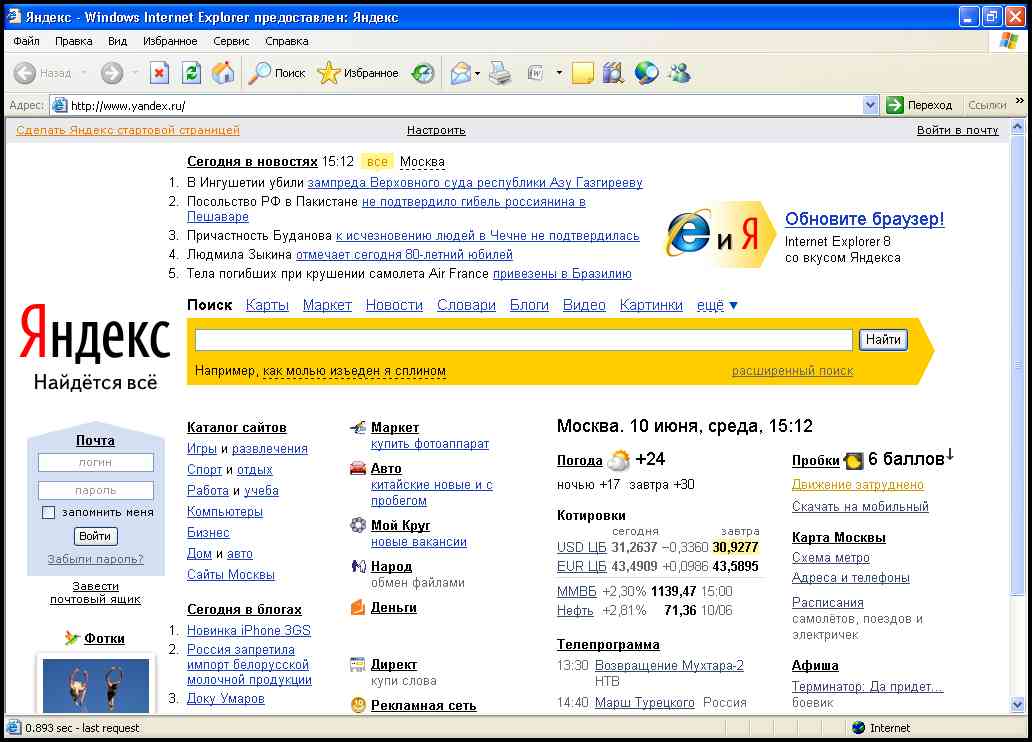 Яндекс - Windows Internet Explorer предоставлен: Яндекс
Файл Правка Вид Избранное Сервис Справка
Назад Поиск Избранное
Адрес: http://www.yandex.ru/ Переход Ссылки »
Сделать Яндекс стартовой страницей Настроить Войти в почту
Сегодня в новостях 15:12 все Москва
1. В Ингушетии убили зампреда Верховного суда республики Азу Газгирееву
2. Посольство РФ в Пакистане не подтвердило гибель россиянина в
Пешаваре
3. Причастность Буданова к исчезновению людей в Чечне не подтвердилась
4. Людмила Зыкина отмечает сегодня 80-летний юбилей
5. Тела погибших при крушении самолета Air France привезены в Бразилию
и Я
Обновите браузер!
Internet Explorer 8
со вкусом Яндекса
Поиск Карты Маркет Новости Словари Блоги Видео Картинки ещё ▼
Яндекс
Найдётся всё
Найти
Например, как молью изъеден я сплином расширенный поиск
Почта
логин
пароль
запомнить меня
Войти
Забыли пароль?
Завести
почтовый ящик
Фотки
Каталог сайтов
Игры и развлечения
Спорт и отдых
Работа и учеба
Компьютеры
Бизнес
Дом и авто
Сайты Москвы
Сегодня в блогах
1. Новинка iPhone 3GS
2. Россия запретила
импорт белорусской
молочной продукции
3. Доку Умаров
Маркет
купить фотоаппарат
Авто
китайские новые и с
пробегом
Мой Круг
новые вакансии
Народ
обмен файлами
Деньги
Директ
купи слова
Рекламная сеть
Москва. 10 июня, среда, 15:12
Погода +24
ночью +17 завтра +30
Котировки
сегодня завтра
USD ЦБ 31,2637 −0,3360 30,9277
EUR ЦБ 43,4909 +0,0986 43,5895
ММВБ +2,30% 1139,47 15:00
Нефть +2,81% 71,36 10/06
Телепрограмма
13:30 Возвращение Мухтара-2
НТВ
14:40 Марш Турецкого Россия
Пробки 6 баллов↓
Движение затруднено
Скачать на мобильный
Карта Москвы
Схема метро
Адреса и телефоны
Расписания
самолётов, поездов и
электричек
Афиша
Терминатор: Да придет...
боевик
0.893 sec - last request Internet